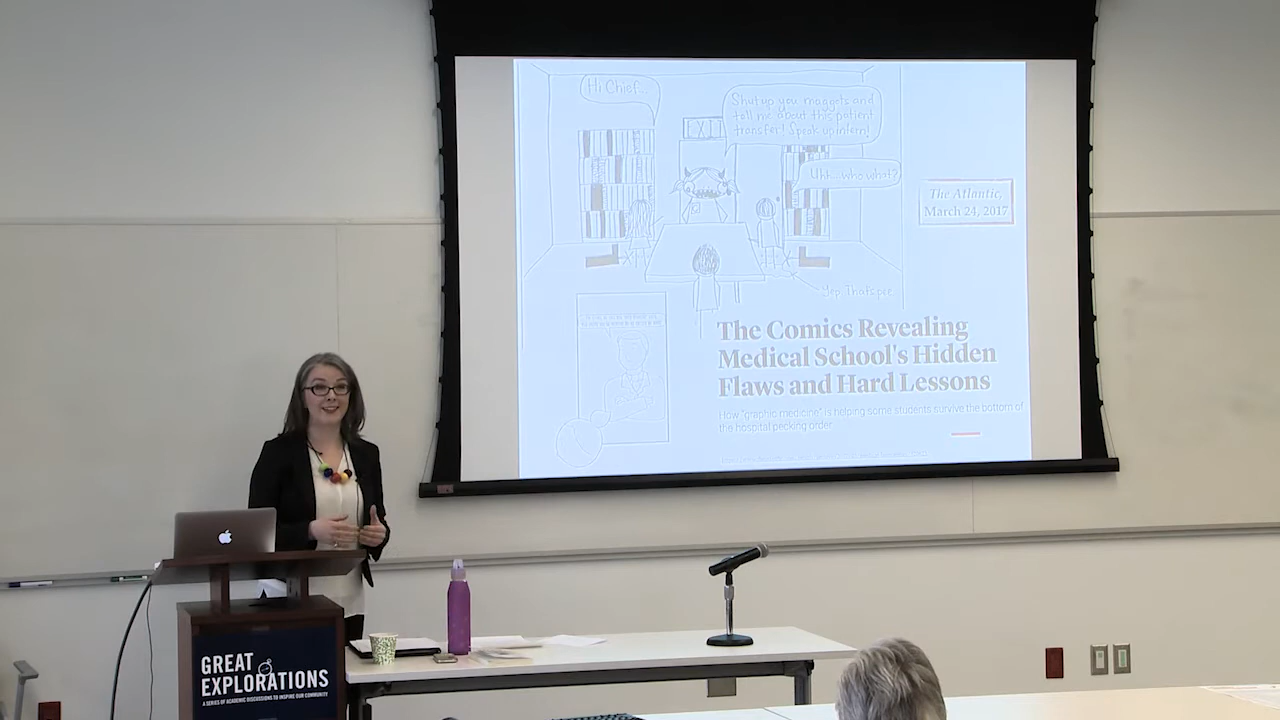 Hi Chief...
Shut up you maggots and
tell me about this patient
transfer! Speak up intern!
EXIT
Uhh...who what?
The Atlantic,
March 24, 2017
Yep. That's pee
The Comics Revealing
Medical School's Hidden
Flaws and Hard Lessons
How "graphic medicine" is helping some students survive the bottom of
the hospital pecking order
GREAT
EXPLORATIONS
A SERIES OF ACADEMIC DISCUSSIONS TO INSPIRE OUR COMMUNITY